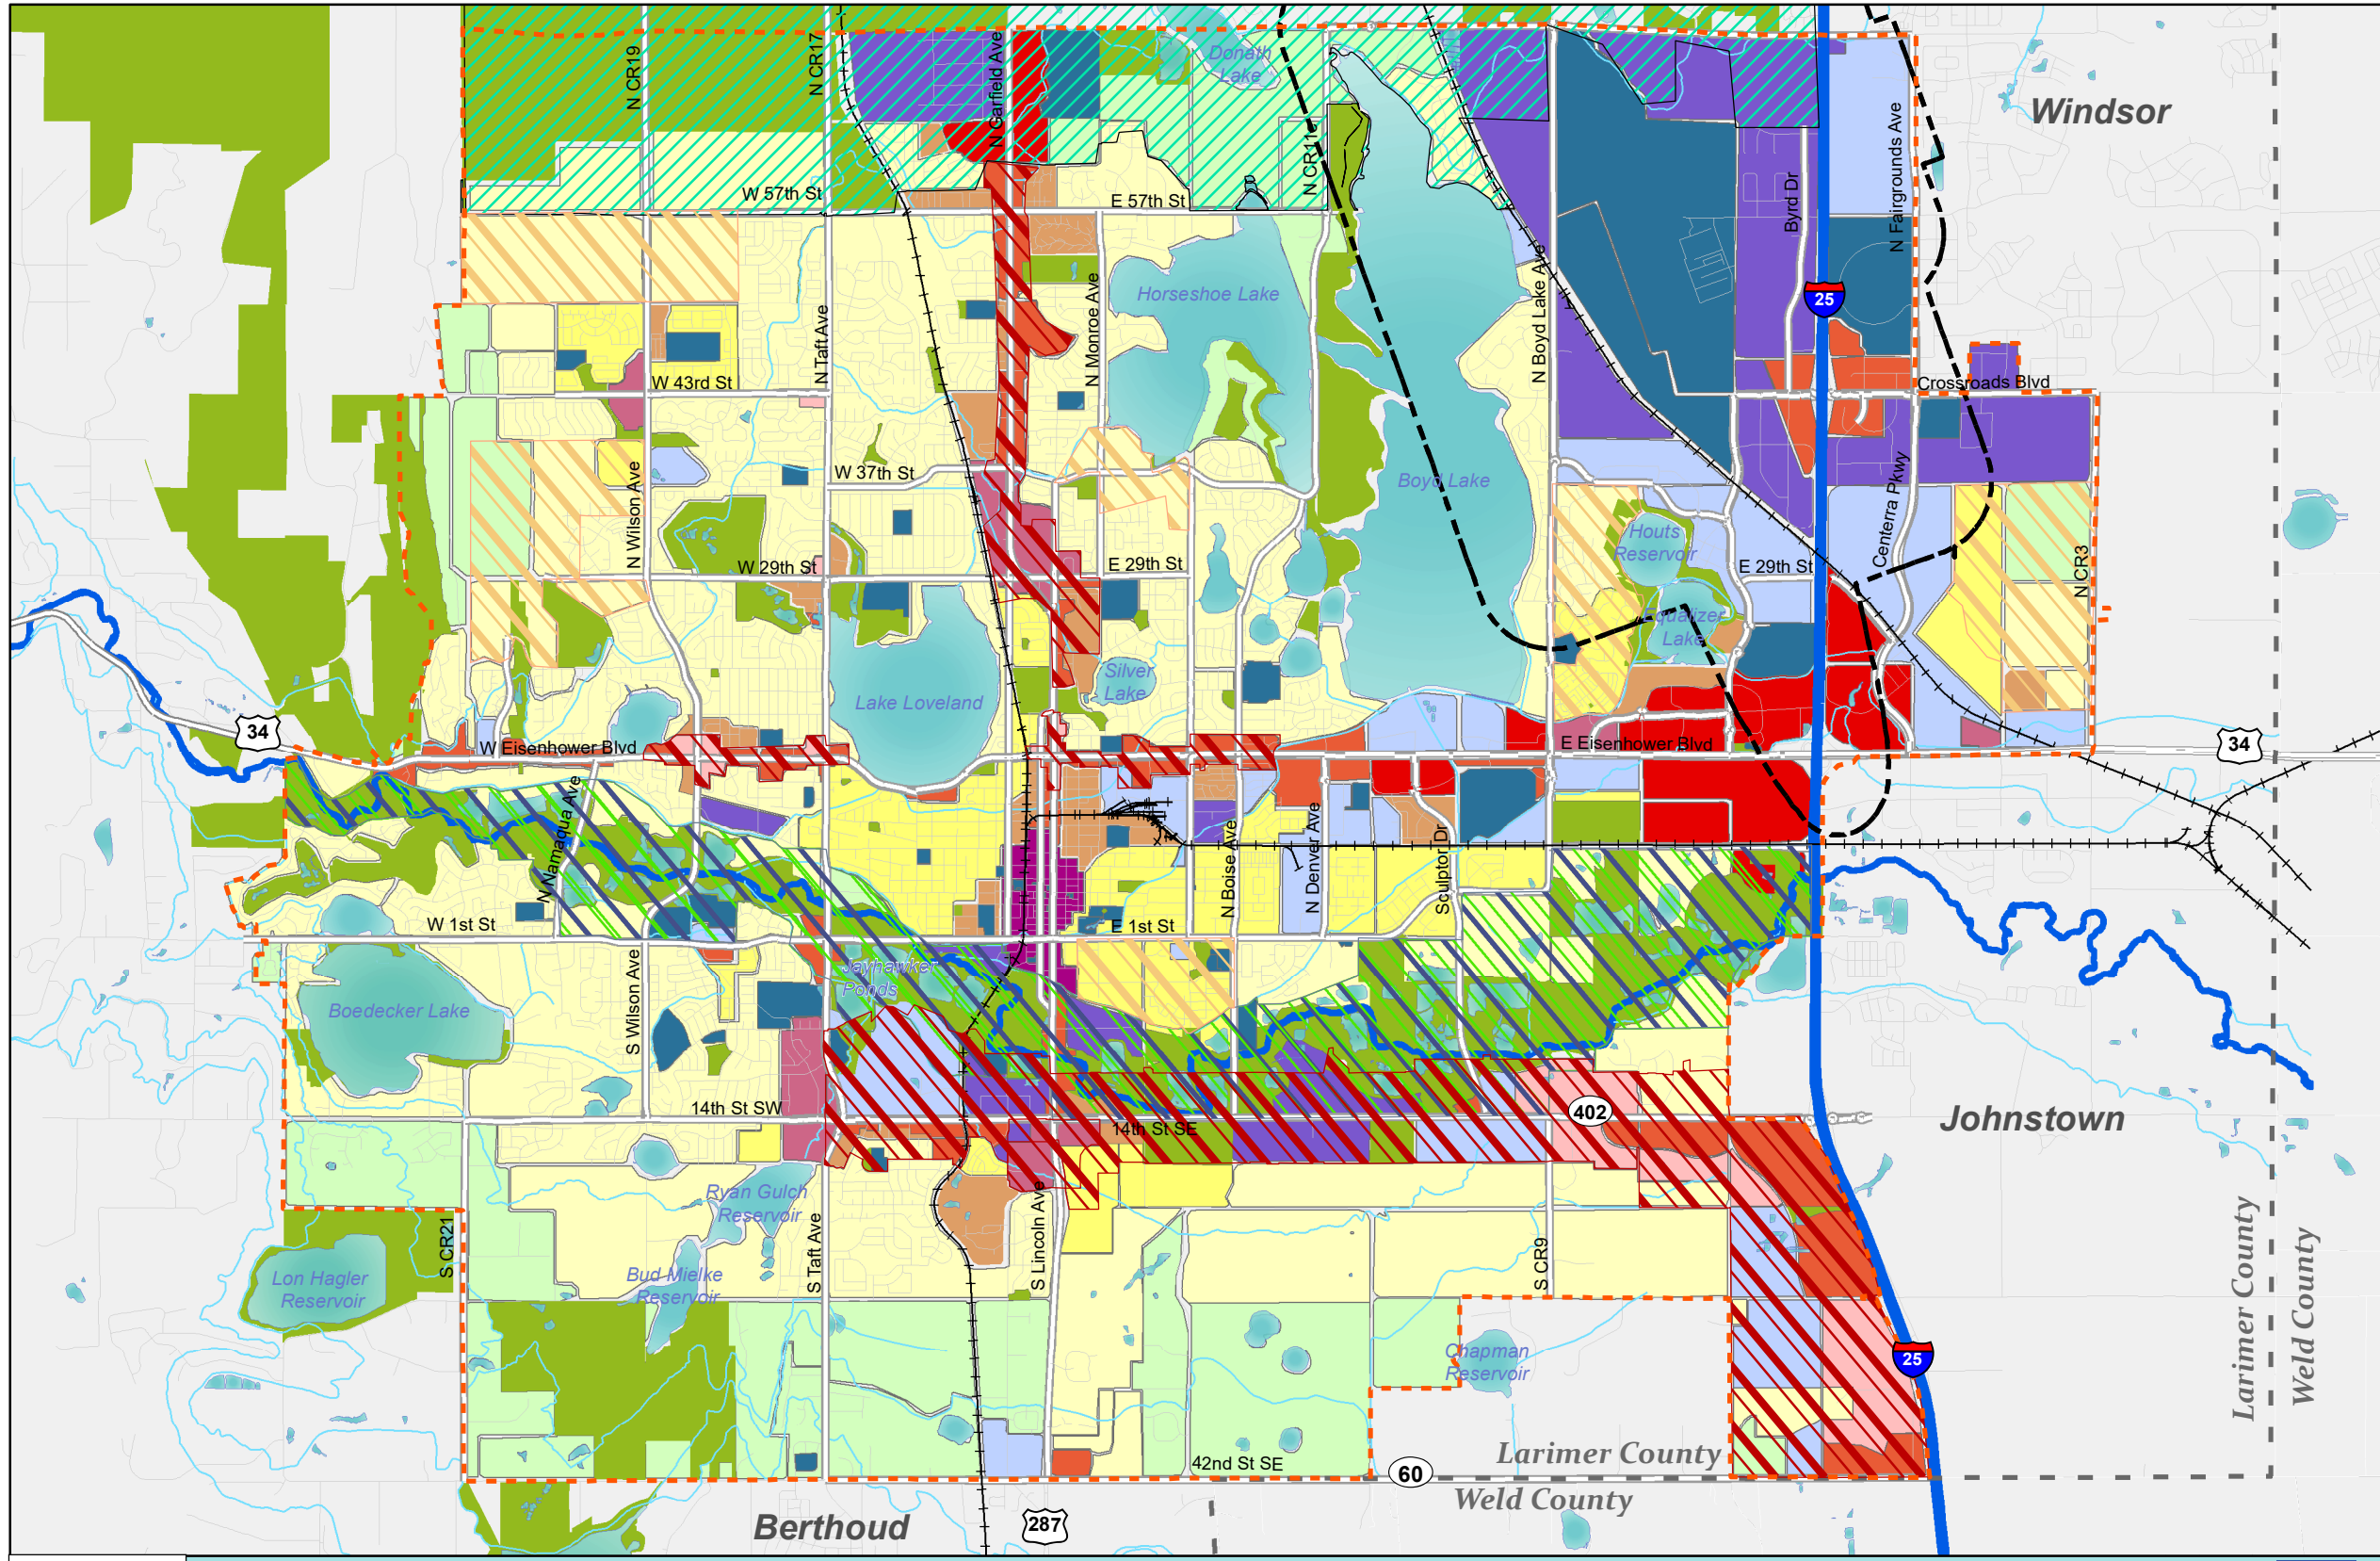 N CR19
N CR17
N Garfield Ave
Donath
Lake
N CR11C
N Fairgrounds Ave
Windsor
W 57th St
E 57th St
Byrd Dr
Horseshoe Lake
N Monroe Ave
N Taft Ave
N Boyd Lake Ave
25
W 43rd St
Crossroads Blvd
W 37th St
Boyd Lake
N Wilson Ave
Centerra Pkwy
Houts
Reservoir
W 29th St
E 29th St
E 29th St
N CR3
Equalizer
Lake
Silver
Lake
Lake Loveland
34
W Eisenhower Blvd
E Eisenhower Blvd
34
N Namaqua Ave
N Boise Ave
N Denver Ave
Sculptor Dr
W 1st St
E 1st St
Jayhawker
Ponds
Boedecker Lake
S Wilson Ave
14th St SW
14th St SE
402
Johnstown
Ryan Gulch
Reservoir
S CR21
S Taft Ave
S Lincoln Ave
S CR9
Lon Hagler
Reservoir
Bud Mielke
Reservoir
Larimer County
Weld County
Chapman
Reservoir
25
42nd St SE
60
Larimer County
Weld County
Berthoud
287